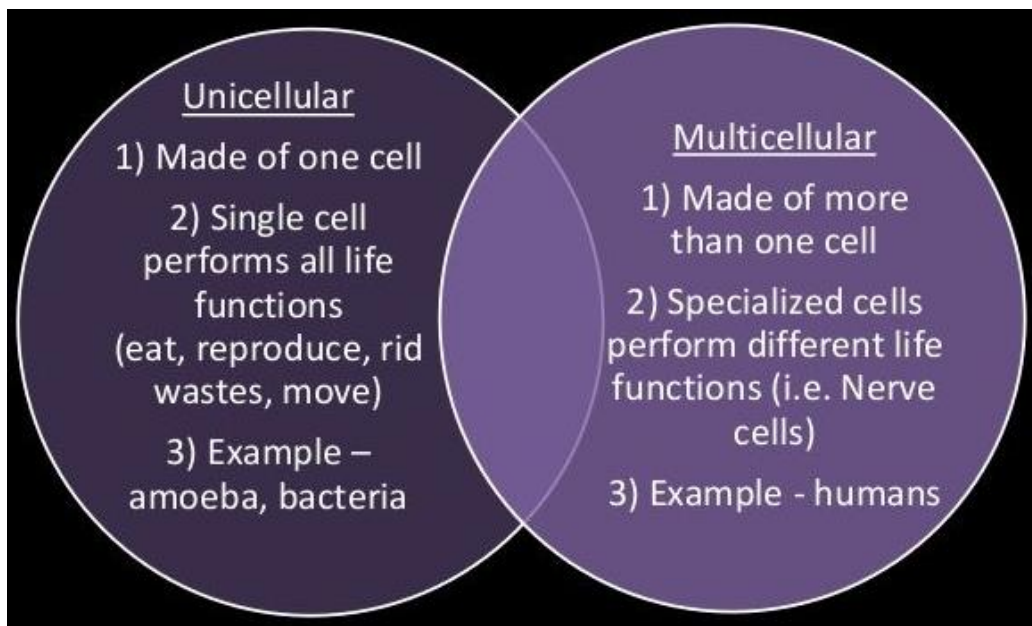 Unicellular
1) Made of one cell
2) Single cell
performs all life
functions
(eat, reproduce, rid
wastes, move)
3) Example –
amoeba, bacteria
Multicellular
1) Made of more
than one cell
2) Specialized cells
perform different life
functions (i.e. Nerve
cells)
3) Example - humans